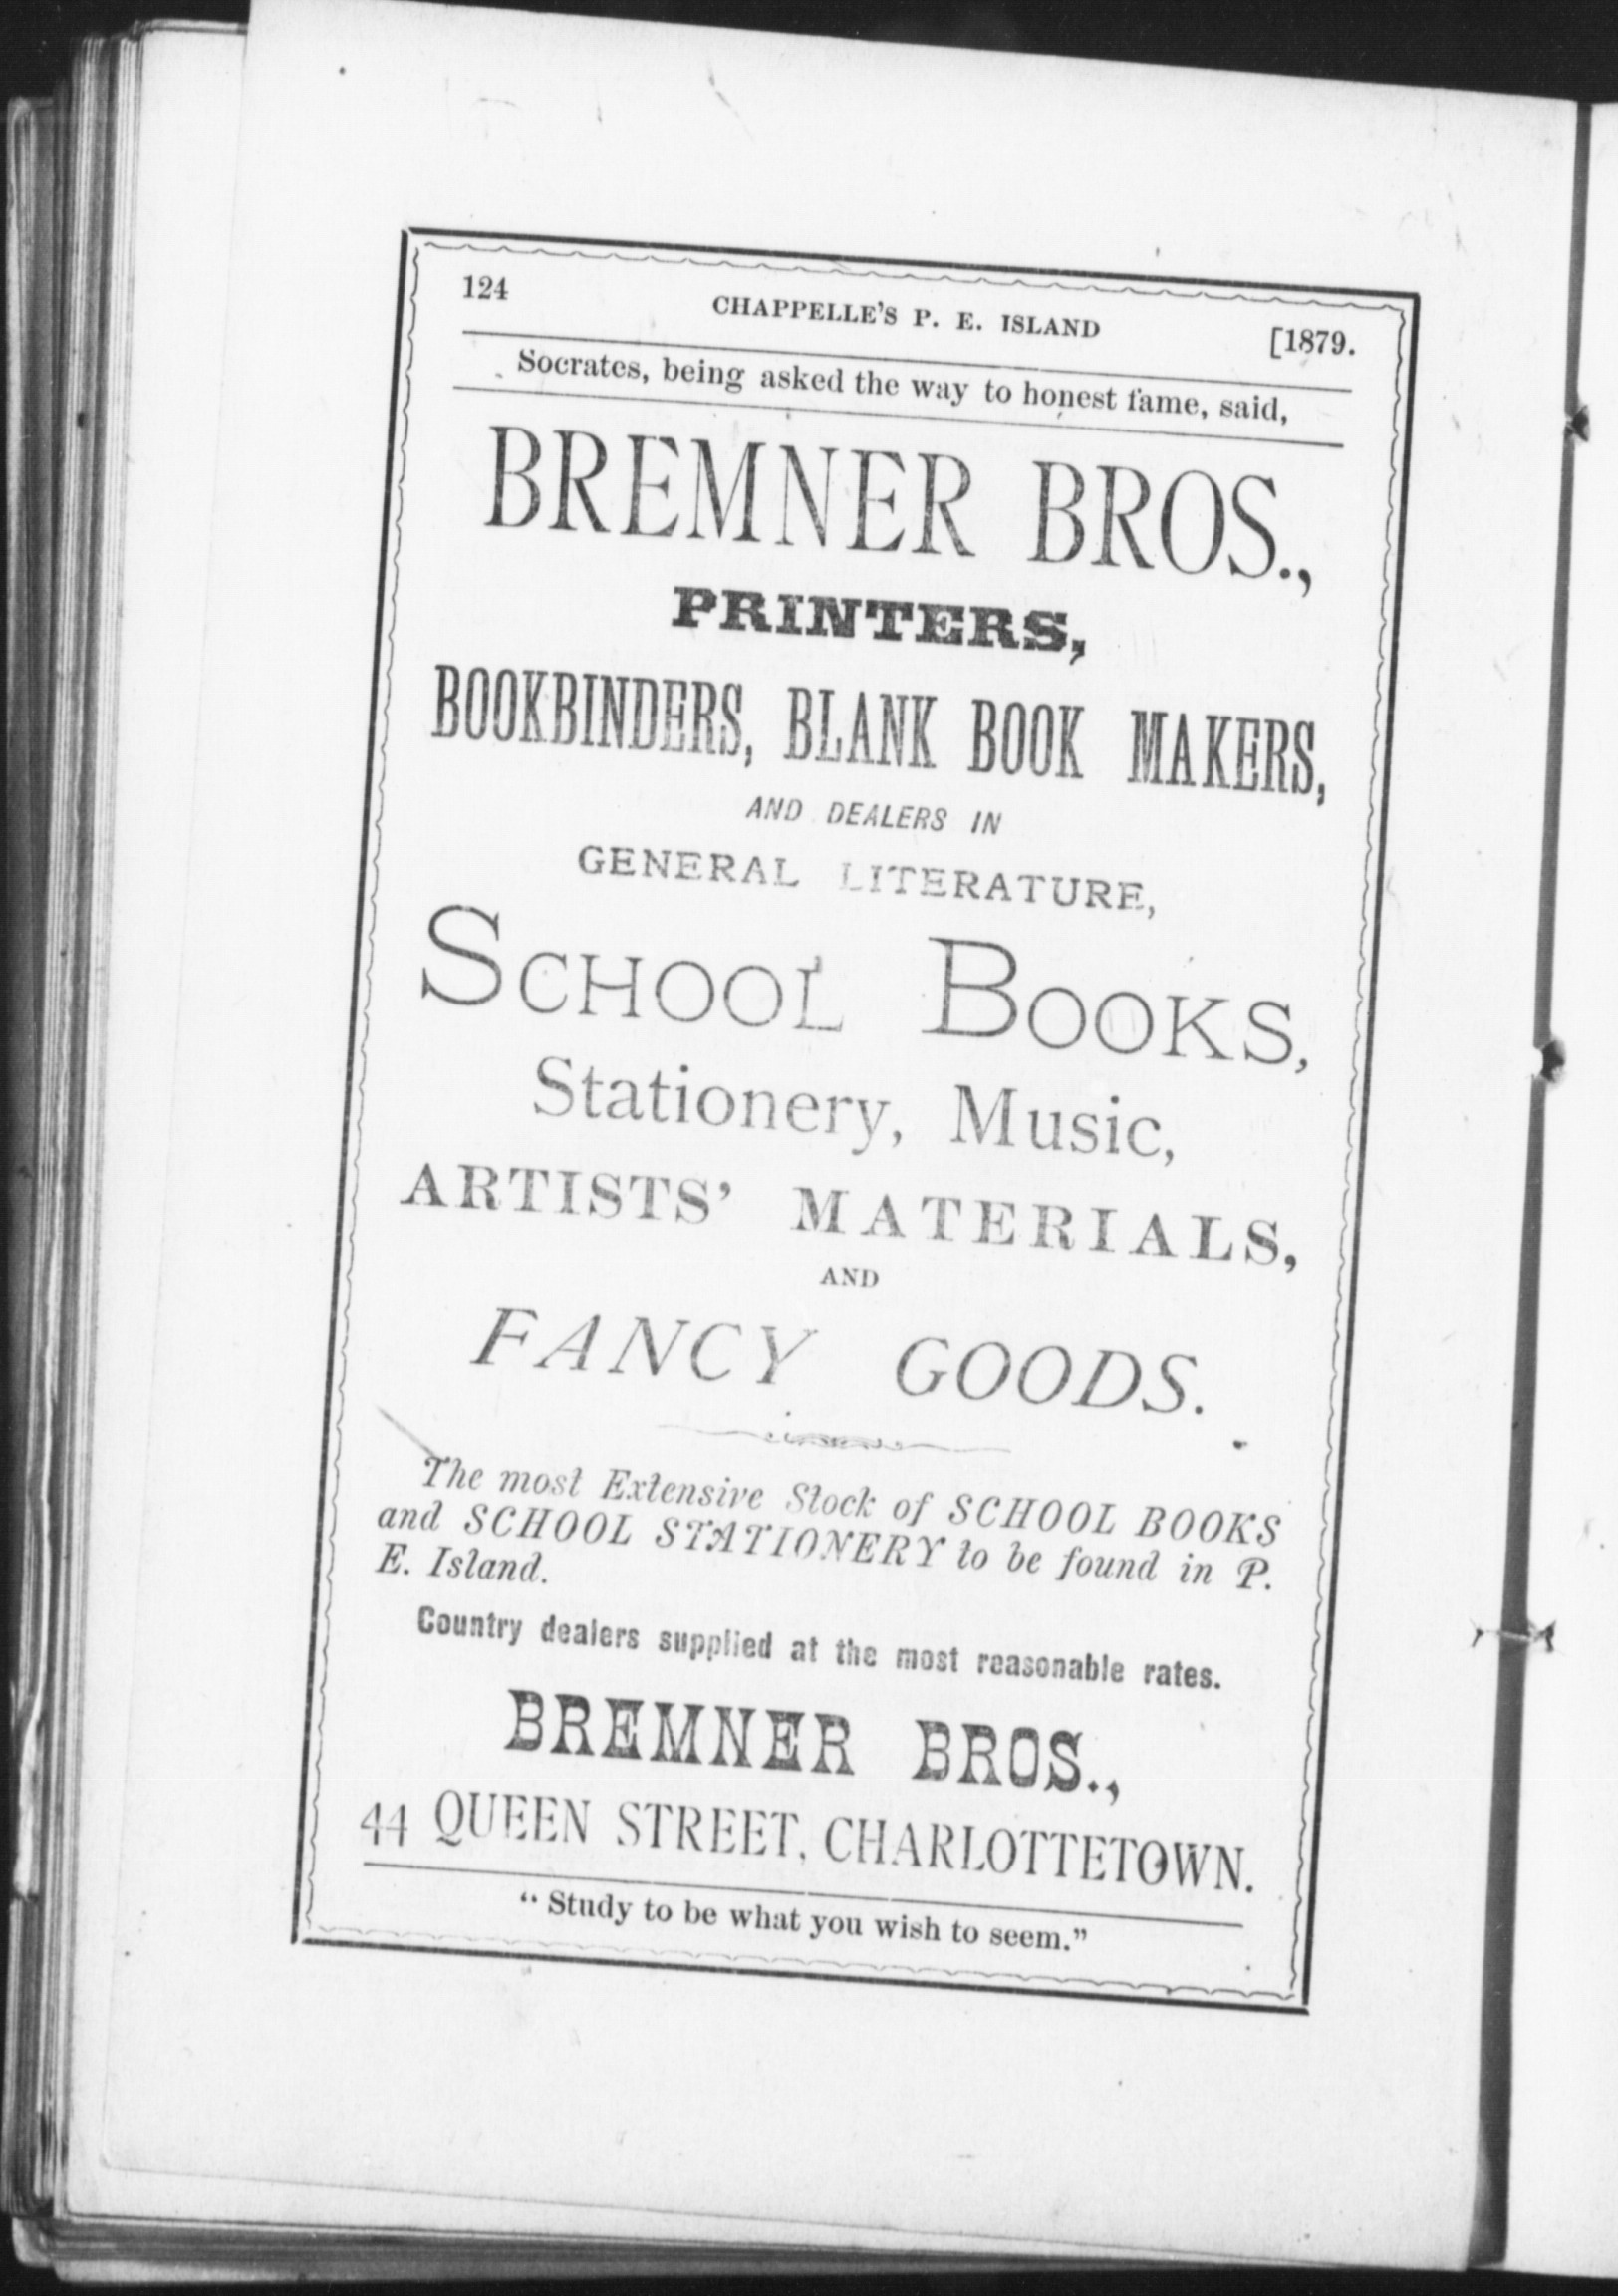 124 CHAPPELLE'S P. E. ISLAND [1879.
Socrates, being asked the way to honest fame, said,
BREMNER BROS.,
PRINTERS,
BOOKBINDERS, BLANK BOOK MAKERS,
AND DEALERS IN
GENERAL LITERATURE,
SCHOOL BOOKS,
Stationery, Music,
ARTISTS' MATERIALS,
AND
FANCY GOODS.
The most Extensive Stock of SCHOOL BOOKS
and SCHOOL STATIONERY to be found in P.
E. Island.
Country dealers supplied at the most reasonable rates.
BREMNER BROS.,
44 QUEEN STREET, CHARLOTTETOWN.
"Study to be what you wish to seem."